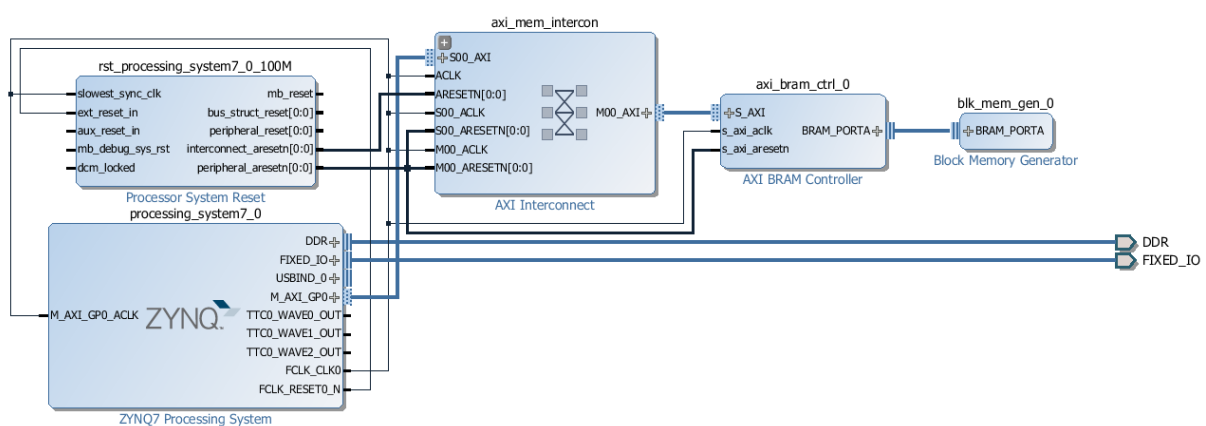 axi_mem_intercon
rst_processing_system7_0_100M
slowest_sync_clk
ext_reset_in
aux_reset_in
mb_debug_sys_rst
dcm_locked
mb_reset
bus_struct_reset[0:0]
peripheral_reset[0:0]
interconnect_aresetn[0:0]
peripheral_aresetn[0:0]
Processor System Reset
S00_AXI
ACLK
ARESETN[0:0]
S00_ACLK
S00_ARESETN[0:0]
M00_ACLK
M00_ARESETN[0:0]
M00_AXI
AXI Interconnect
axi_bram_ctrl_0
S_AXI
s_axi_aclk
s_axi_aresetn
BRAM_PORTA
AXI BRAM Controller
blk_mem_gen_0
BRAM_PORTA
Block Memory Generator
processing_system7_0
M_AXI_GP0_ACLK
ZYNQ
DDR
FIXED_IO
USBIND_0
M_AXI_GP0
TTC0_WAVE0_OUT
TTC0_WAVE1_OUT
TTC0_WAVE2_OUT
FCLK_CLK0
FCLK_RESET0_N
ZYNQ7 Processing System
DDR
FIXED_IO